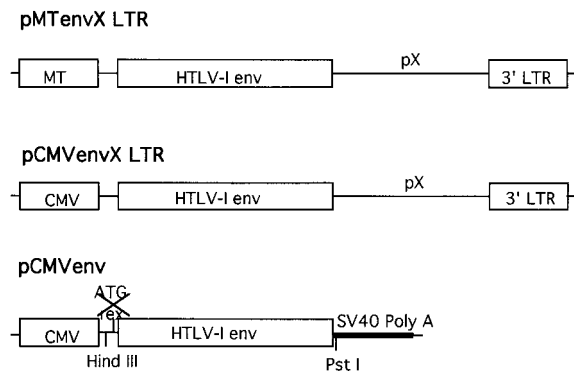 pMTenvX LTR
MT HTLV-I env pX 3' LTR
pCMVenvX LTR
CMV HTLV-I env pX 3' LTR
pCMVenv
ATG
rex
CMV HTLV-I env SV40 Poly A
Hind III Pst I